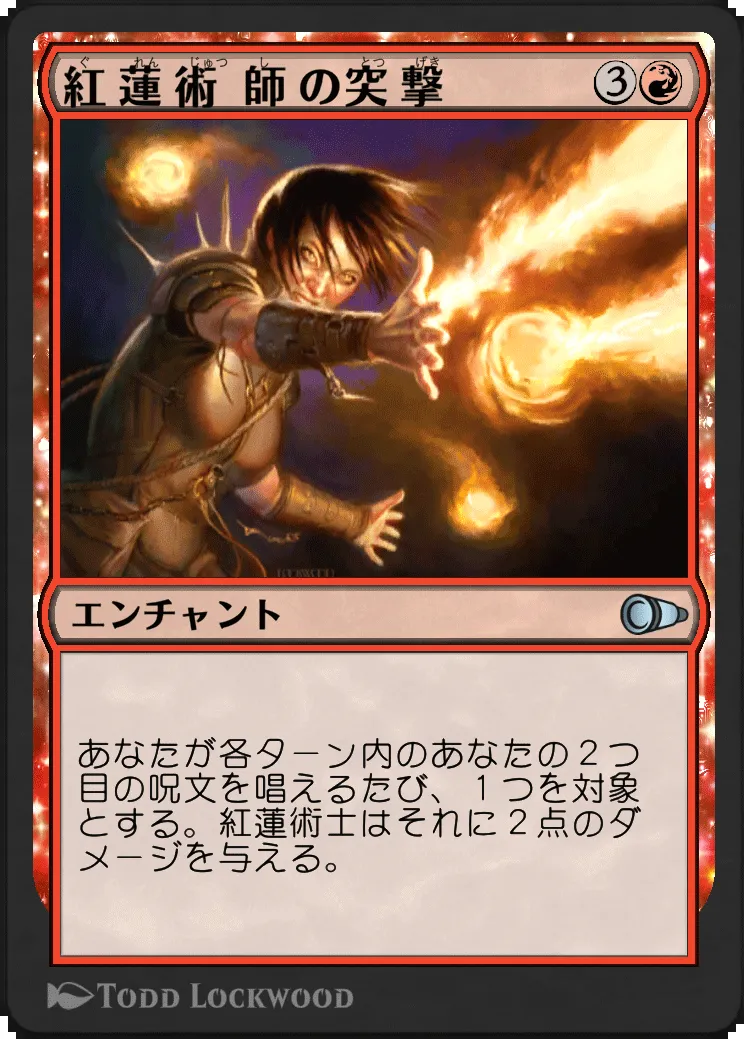 紅蓮術師の突撃
3
エンチャント
あなたが各ターン内のあなたの２つ
目の呪文を唱えるたび、１つを対象
とする。紅蓮術士はそれに２点のダ
メージを与える。
TODD LOCKWOOD